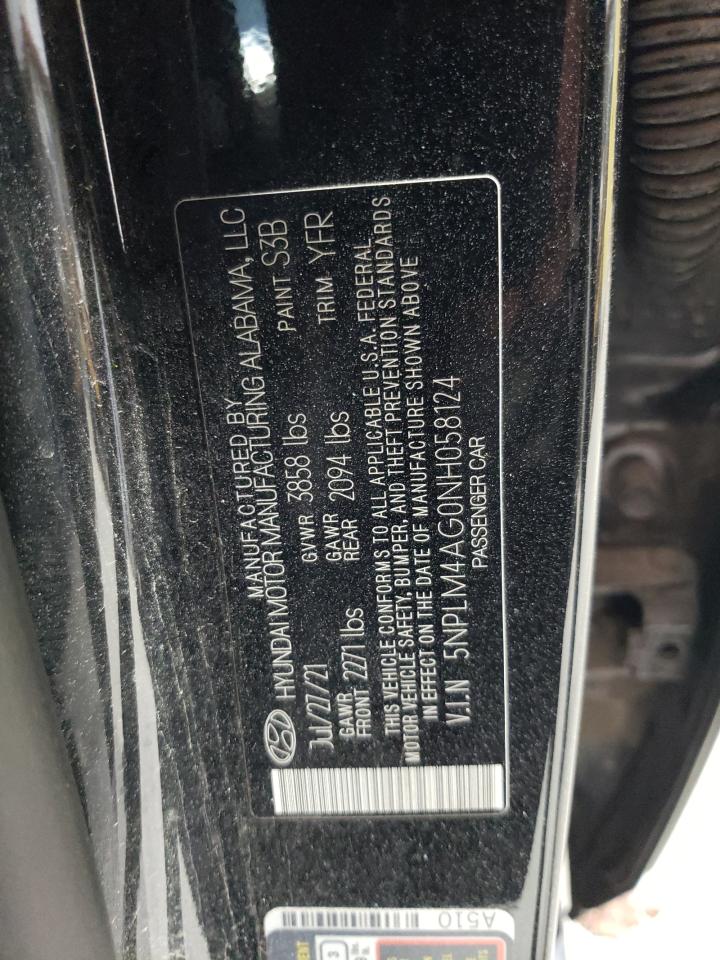 MANUFACTURED BY
HYUNDAI MOTOR MANUFACTURING ALABAMA, LLC
Jul/27/21 GVWR 3858 lbs PAINT S3B
GAWR FRONT 2271 lbs GAWR REAR 2094 lbs TRIM YFR
THIS VEHICLE CONFORMS TO ALL APPLICABLE U.S.A. FEDERAL
MOTOR VEHICLE SAFETY, BUMPER, AND THEFT PREVENTION STANDARDS
IN EFFECT ON THE DATE OF MANUFACTURE SHOWN ABOVE
V.I.N 5NPLM4AG0NH058124
PASSENGER CAR
A510
3